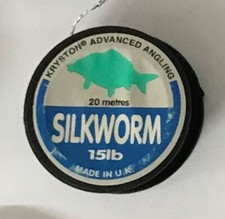 KRYSTON® ADVANCED ANGLING
20 metres
SILKWORM
15lb
MADE IN U.K.